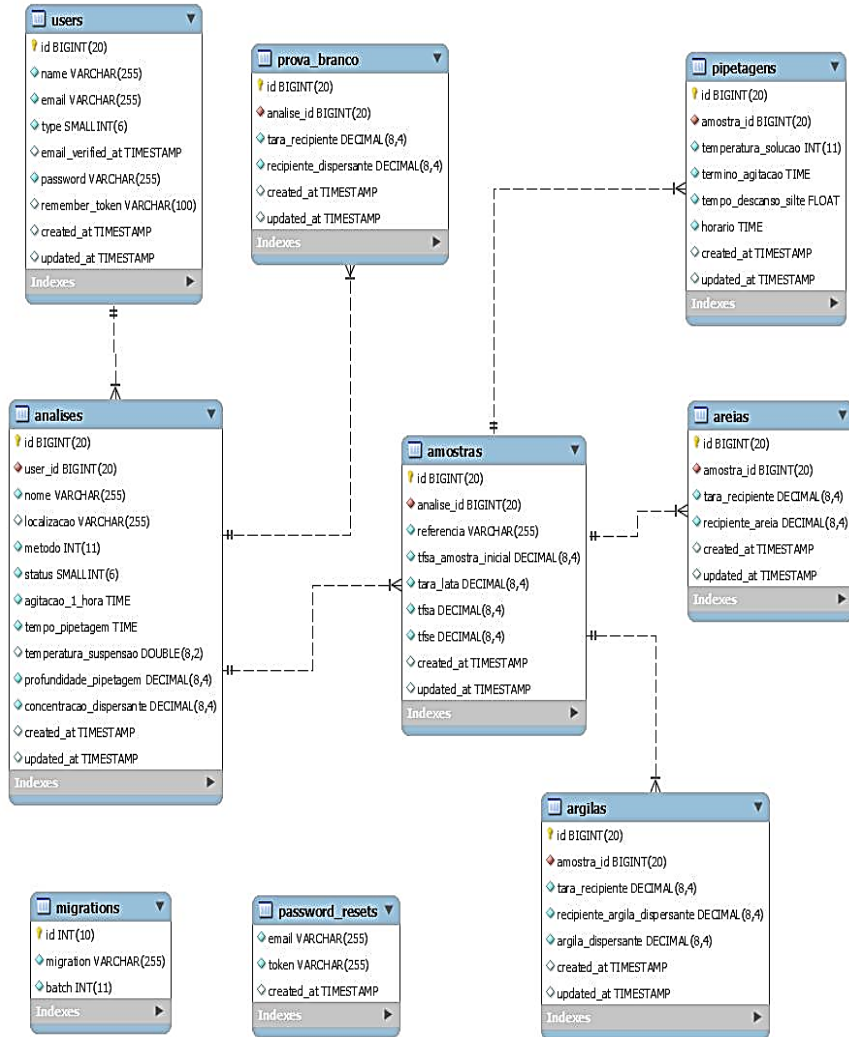 users
id BIGINT(20)
name VARCHAR(255)
email VARCHAR(255)
type SMALLINT(6)
email_verified_at TIMESTAMP
password VARCHAR(255)
remember_token VARCHAR(100)
created_at TIMESTAMP
updated_at TIMESTAMP
Indexes
prova_branco
id BIGINT(20)
analise_id BIGINT(20)
tara_recipiente DECIMAL(8,4)
recipiente_dispersante DECIMAL(8,4)
created_at TIMESTAMP
updated_at TIMESTAMP
Indexes
pipetagens
id BIGINT(20)
amostra_id BIGINT(20)
temperatura_solucao INT(11)
termino_agitacao TIME
tempo_descanso_silte FLOAT
horario TIME
created_at TIMESTAMP
updated_at TIMESTAMP
Indexes
analises
id BIGINT(20)
user_id BIGINT(20)
nome VARCHAR(255)
localizacao VARCHAR(255)
metodo INT(11)
status SMALLINT(6)
agitacao_1_hora TIME
tempo_pipetagem TIME
temperatura_suspensao DOUBLE(8,2)
profundidade_pipetagem DECIMAL(8,4)
concentracao_dispersante DECIMAL(8,4)
created_at TIMESTAMP
updated_at TIMESTAMP
Indexes
amostras
id BIGINT(20)
analise_id BIGINT(20)
referencia VARCHAR(255)
tfsa_amostra_inicial DECIMAL(8,4)
tara_lata DECIMAL(8,4)
tfsa DECIMAL(8,4)
tfse DECIMAL(8,4)
created_at TIMESTAMP
updated_at TIMESTAMP
Indexes
areias
id BIGINT(20)
amostra_id BIGINT(20)
tara_recipiente DECIMAL(8,4)
recipiente_areia DECIMAL(8,4)
created_at TIMESTAMP
updated_at TIMESTAMP
Indexes
argilas
id BIGINT(20)
amostra_id BIGINT(20)
tara_recipiente DECIMAL(8,4)
recipiente_argila_dispersante DECIMAL(8,4)
argila_dispersante DECIMAL(8,4)
created_at TIMESTAMP
updated_at TIMESTAMP
Indexes
migrations
id INT(10)
migration VARCHAR(255)
batch INT(11)
Indexes
password_resets
email VARCHAR(255)
token VARCHAR(255)
created_at TIMESTAMP
Indexes